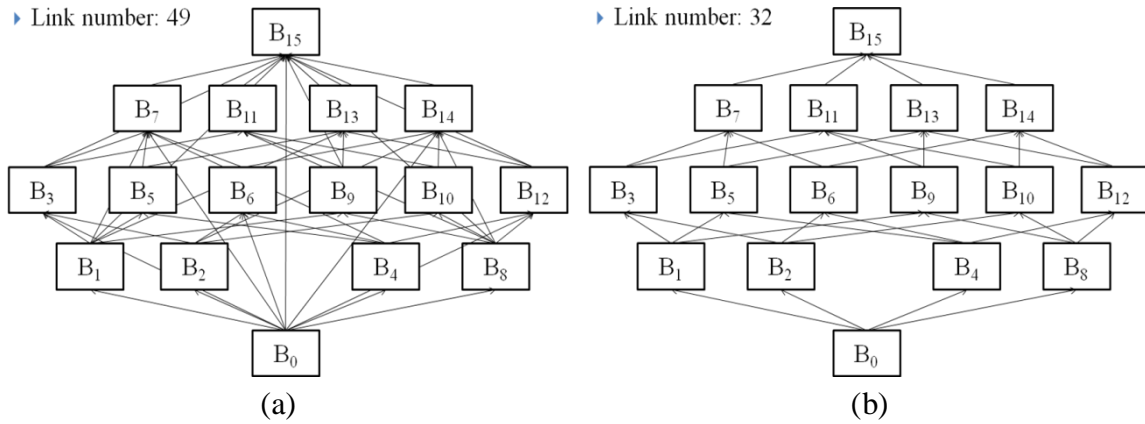 Link number: 49
B15
B7 B11 B13 B14
B3 B5 B6 B9 B10 B12
B1 B2 B4 B8
B0
(a)
Link number: 32
B15
B7 B11 B13 B14
B3 B5 B6 B9 B10 B12
B1 B2 B4 B8
B0
(b)